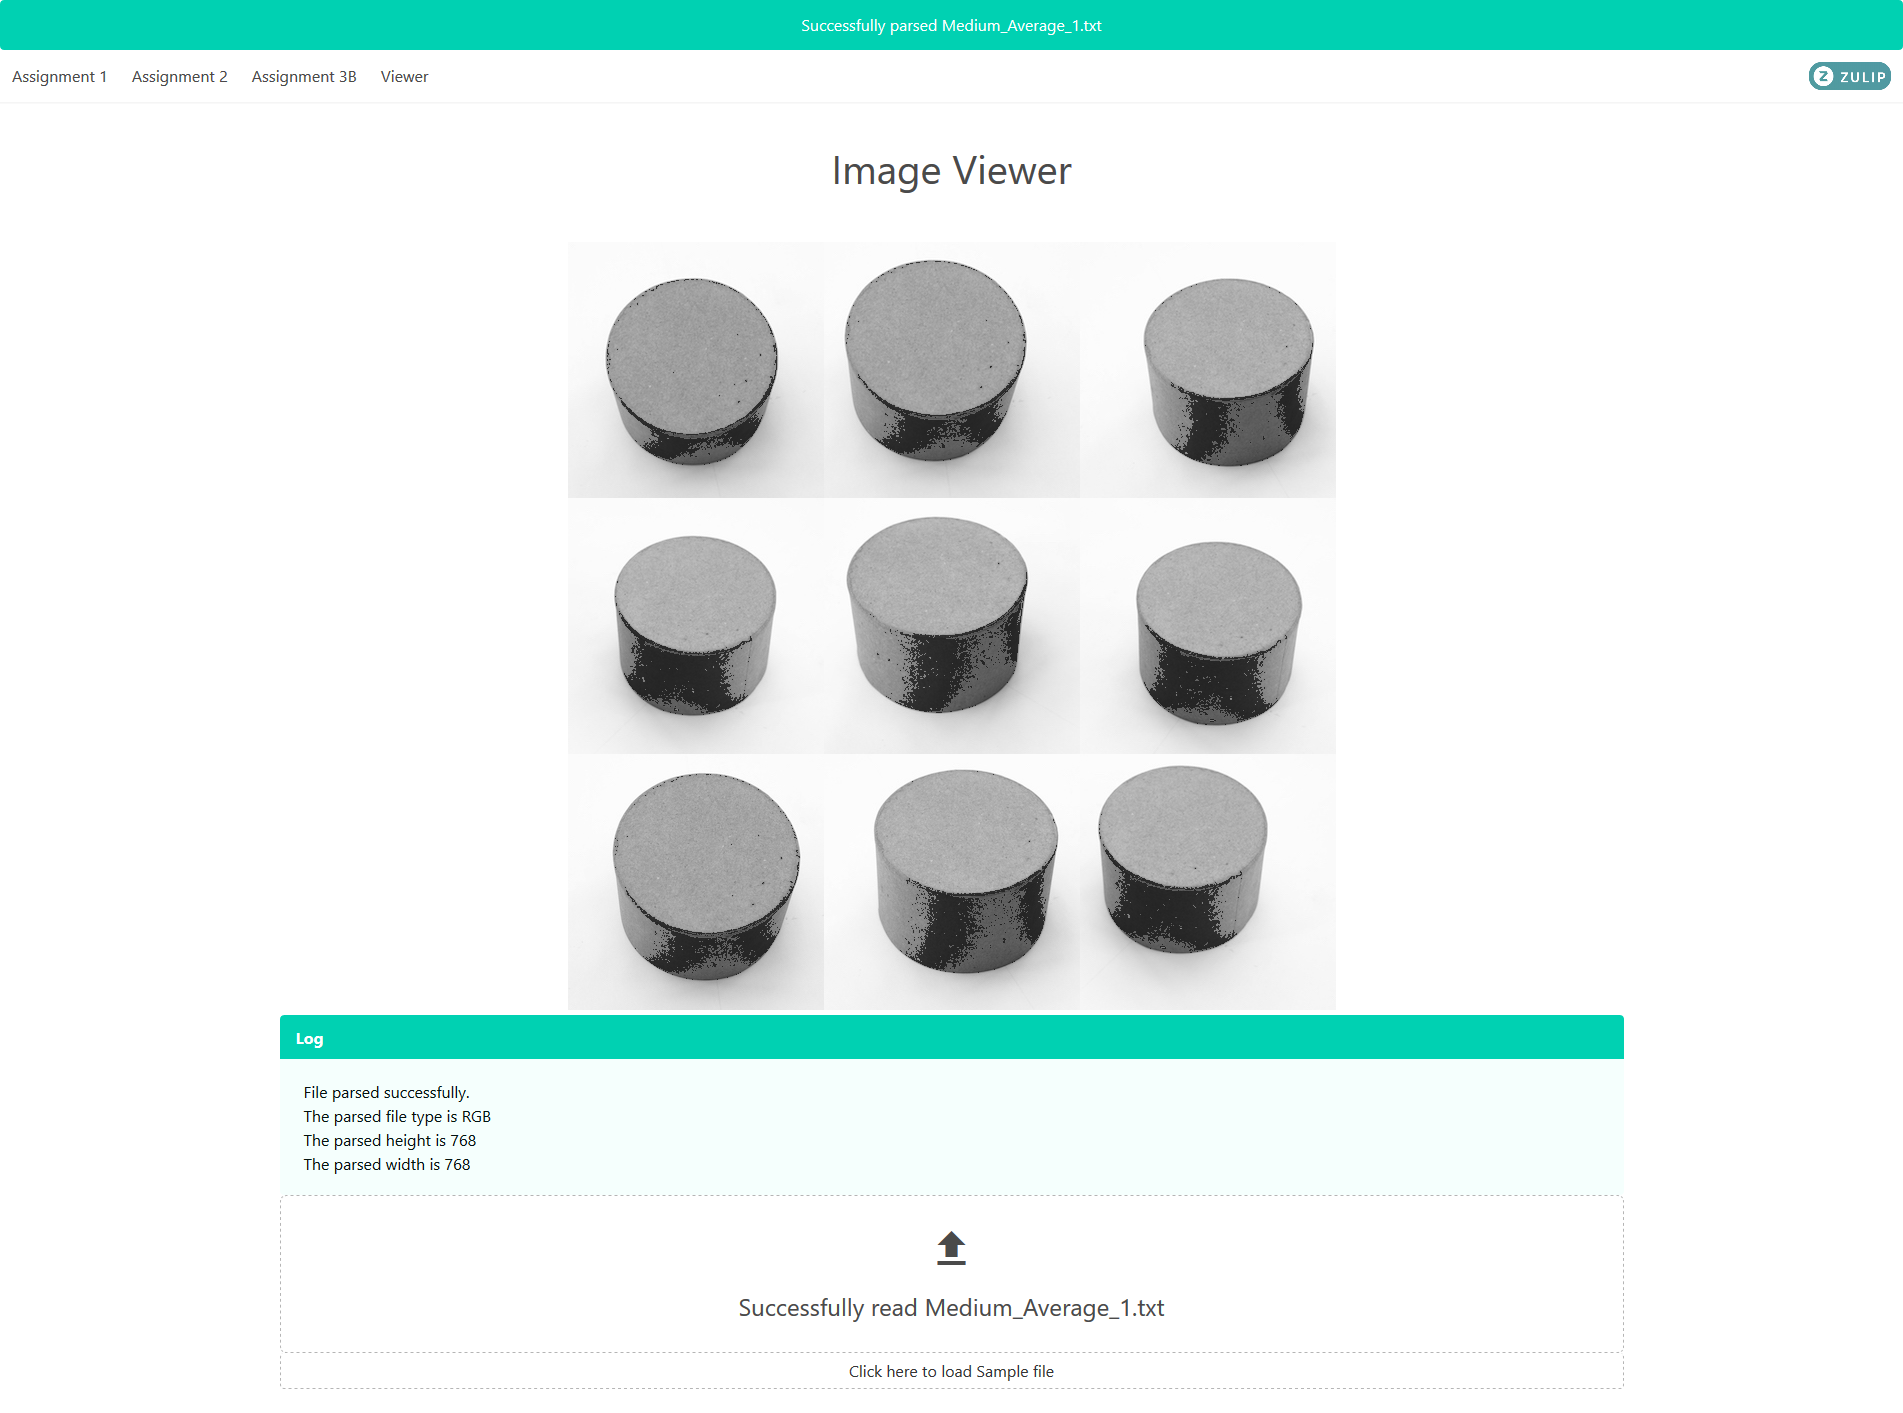 Successfully parsed Medium_Average_1.txt
Assignment 1 Assignment 2 Assignment 3B Viewer
Z ZULIP
Image Viewer
Log
File parsed successfully.
The parsed file type is RGB
The parsed height is 768
The parsed width is 768
Successfully read Medium_Average_1.txt
Click here to load Sample file